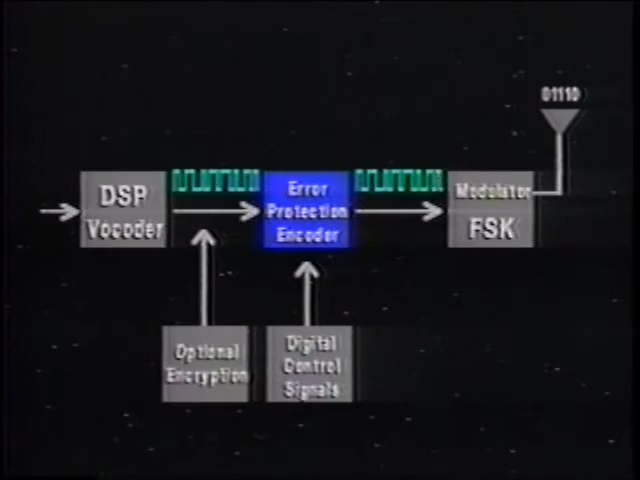 01110
DSP
Vocoder
Error
Protection
Encoder
Modulator
FSK
Optional
Encryption
Digital
Control
Signals